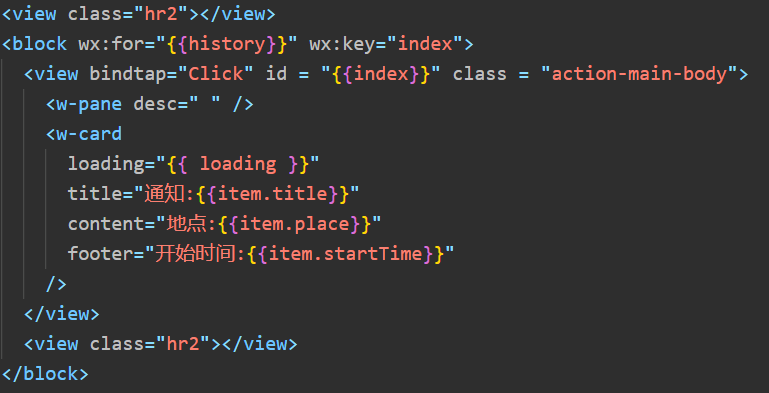 <view class="hr2"></view>
<block wx:for="{{history}}" wx:key="index">
  <view bindtap="Click" id = "{{index}}" class = "action-main-body">
    <w-pane desc=" " />
    <w-card
      loading="{{ loading }}"
      title="通知:{{item.title}}"
      content="地点:{{item.place}}"
      footer="开始时间:{{item.startTime}}"
    />
  </view>
  <view class="hr2"></view>
</block>